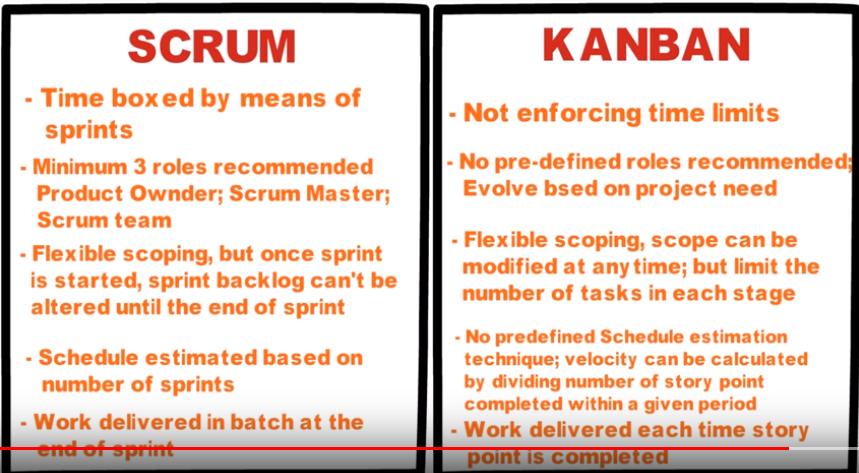 SCRUM
- Time boxed by means of
sprints
- Minimum 3 roles recommended
Product Ownder; Scrum Master;
Scrum team
- Flexible scoping, but once sprint
is started, sprint backlog can't be
altered until the end of sprint
- Schedule estimated based on
number of sprints
- Work delivered in batch at the
end of sprint
KANBAN
- Not enforcing time limits
- No pre-defined roles recommended;
Evolve bsed on project need
- Flexible scoping, scope can be
modified at any time; but limit the
number of tasks in each stage
- No predefined Schedule estimation
technique; velocity can be calculated
by dividing number of story point
completed within a given period
- Work delivered each time story
point is completed